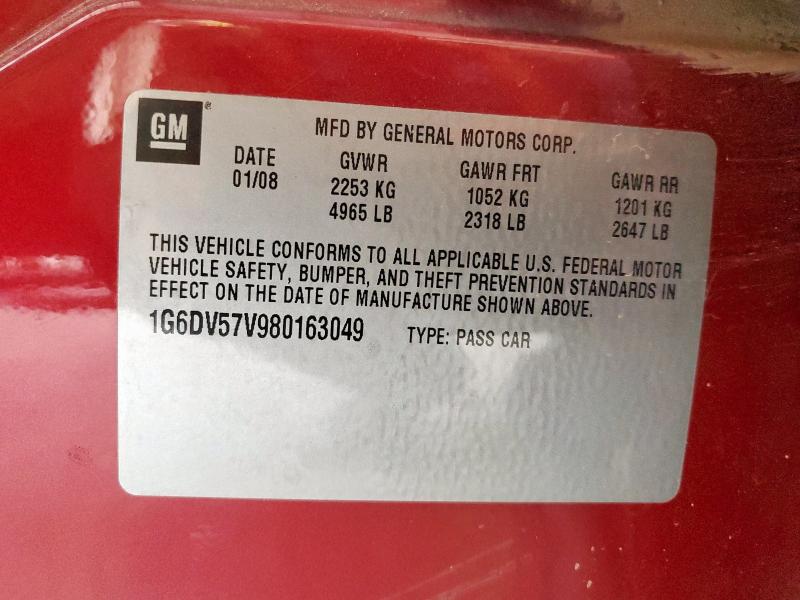 GM®
MFD BY GENERAL MOTORS CORP.
DATE GVWR GAWR FRT GAWR RR
01/08 2253 KG 1052 KG 1201 KG
4965 LB 2318 LB 2647 LB
THIS VEHICLE CONFORMS TO ALL APPLICABLE U.S. FEDERAL MOTOR
VEHICLE SAFETY, BUMPER, AND THEFT PREVENTION STANDARDS IN
EFFECT ON THE DATE OF MANUFACTURE SHOWN ABOVE.
1G6DV57V980163049 TYPE: PASS CAR